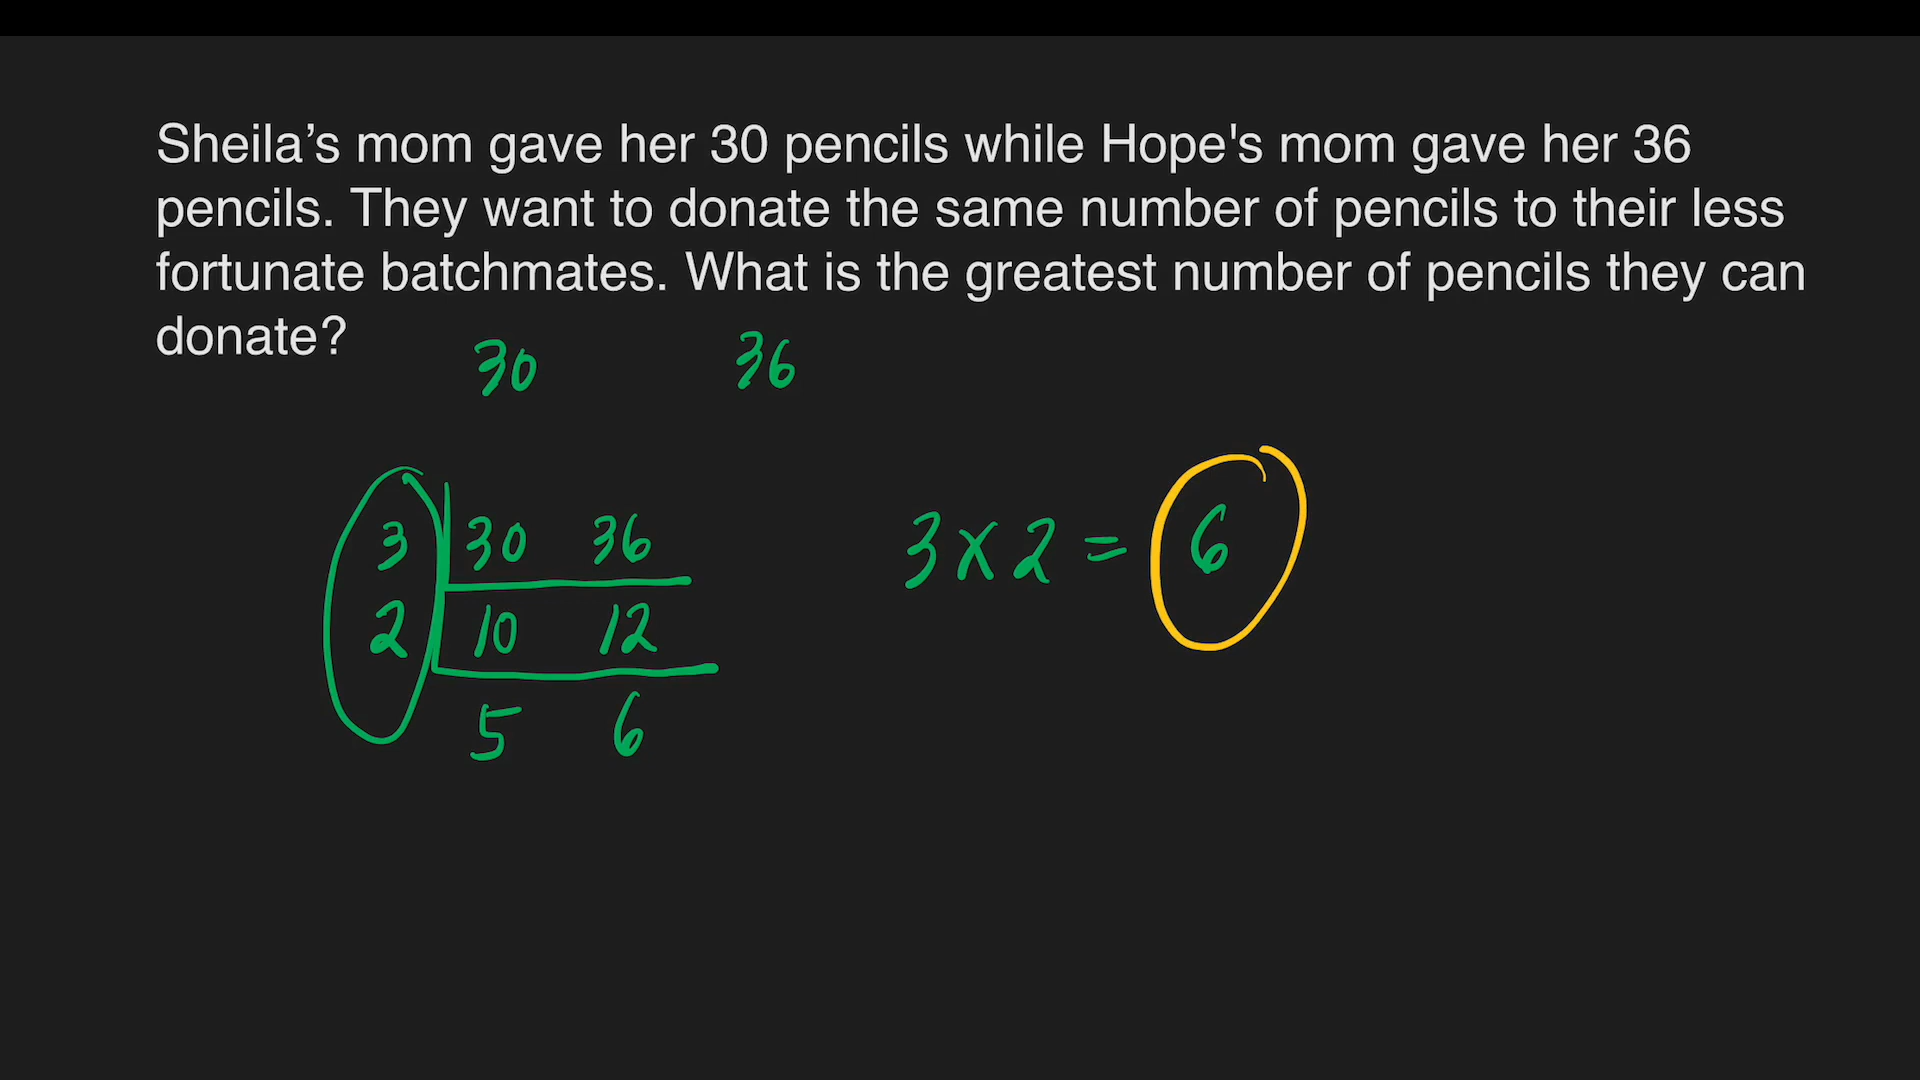 Sheila’s mom gave her 30 pencils while Hope's mom gave her 36
pencils. They want to donate the same number of pencils to their less
fortunate batchmates. What is the greatest number of pencils they can
donate?
30 36
3 30 36
2 10 12
5 6
3 x 2 = 6